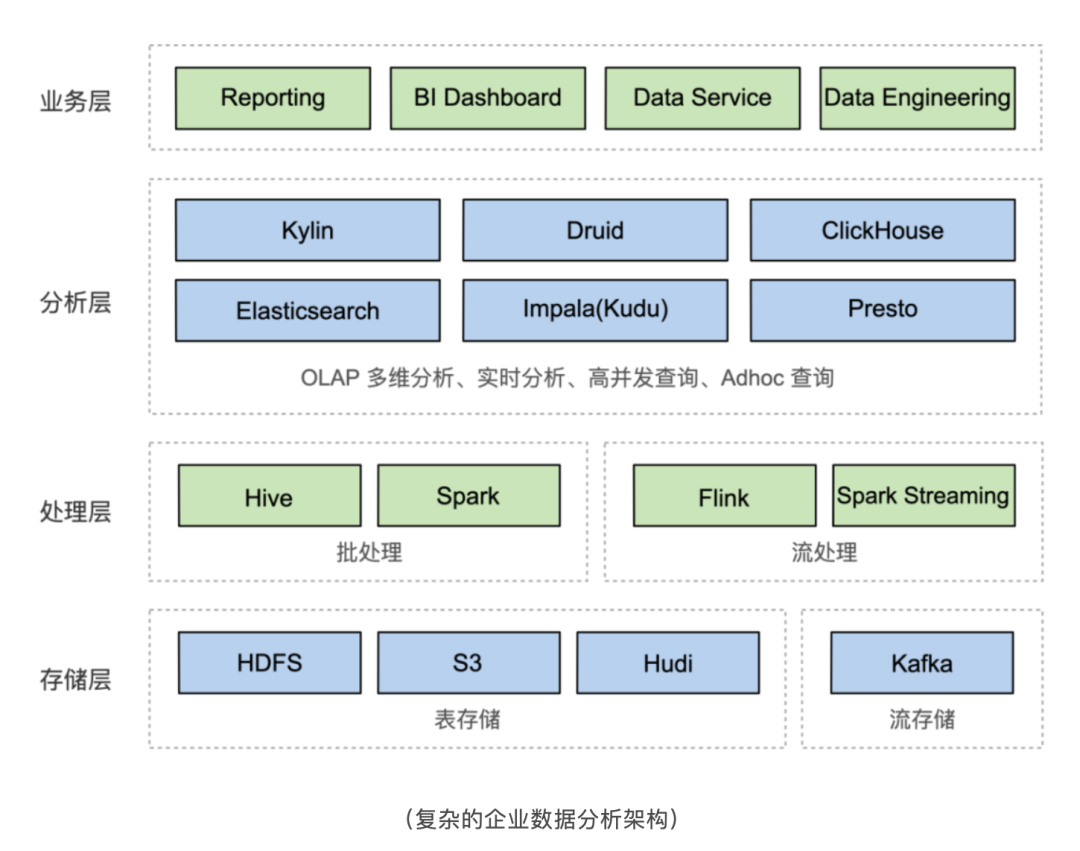 业务层
Reporting
BI Dashboard
Data Service
Data Engineering
分析层
Kylin
Druid
ClickHouse
Elasticsearch
Impala(Kudu)
Presto
OLAP 多维分析、实时分析、高并发查询、Adhoc 查询
处理层
Hive
Spark
批处理
Flink
Spark Streaming
流处理
存储层
HDFS
S3
Hudi
表存储
Kafka
流存储
（复杂的企业数据分析架构）